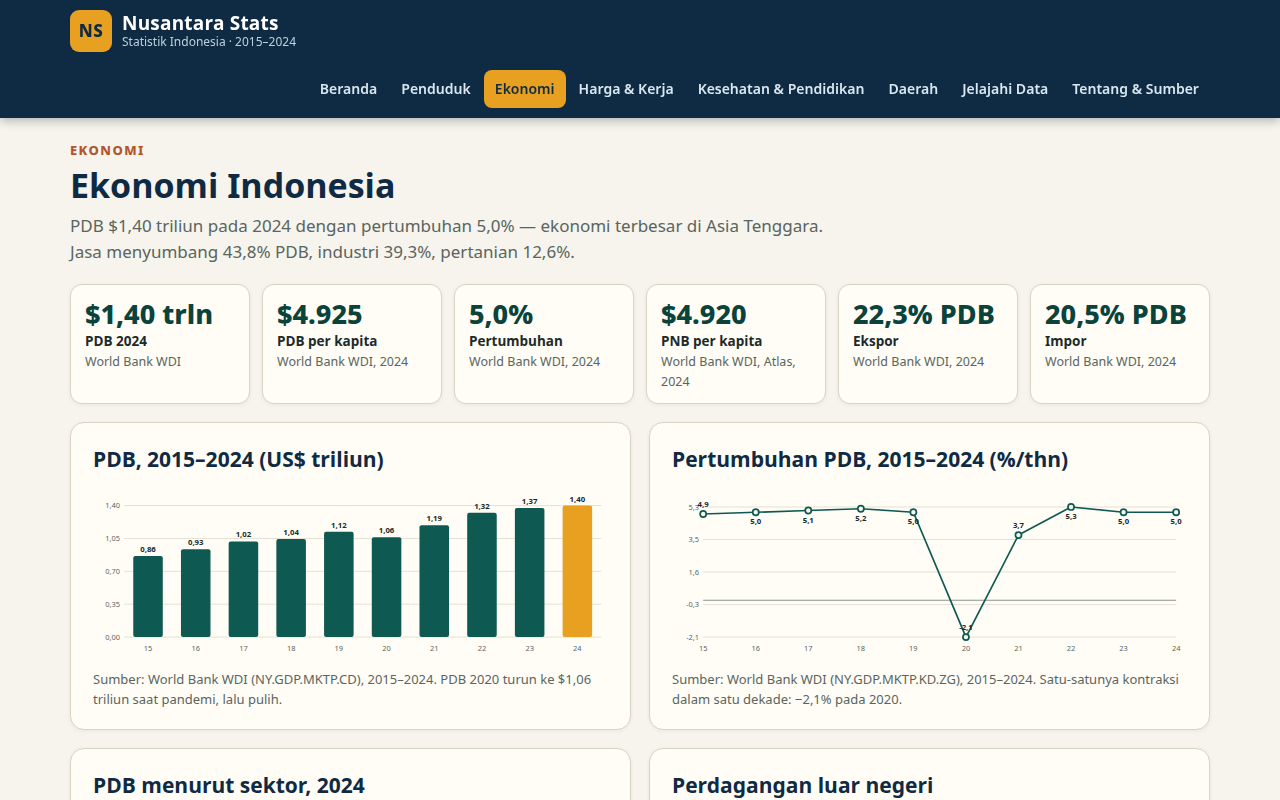 NS
Nusantara Stats
Statistik Indonesia · 2015–2024
Beranda
Penduduk
Ekonomi
Harga & Kerja
Kesehatan & Pendidikan
Daerah
Jelajahi Data
Tentang & Sumber
EKONOMI
Ekonomi Indonesia
PDB $1,40 triliun pada 2024 dengan pertumbuhan 5,0% — ekonomi terbesar di Asia Tenggara.
Jasa menyumbang 43,8% PDB, industri 39,3%, pertanian 12,6%.
$1,40 trln
PDB 2024
World Bank WDI
$4.925
PDB per kapita
World Bank WDI, 2024
5,0%
Pertumbuhan
World Bank WDI, 2024
$4.920
PNB per kapita
World Bank WDI, Atlas,
2024
22,3% PDB
Ekspor
World Bank WDI, 2024
20,5% PDB
Impor
World Bank WDI, 2024
PDB, 2015–2024 (US$ triliun)
1,40
1,05
0,70
0,35
0,00
0,86
0,93
1,02
1,04
1,12
1,06
1,19
1,32
1,37
1,40
15
16
17
18
19
20
21
22
23
24
Sumber: World Bank WDI (NY.GDP.MKTP.CD), 2015–2024. PDB 2020 turun ke $1,06
triliun saat pandemi, lalu pulih.
Pertumbuhan PDB, 2015–2024 (%/thn)
5,3
3,5
1,6
-0,3
-2,1
4,9
5,0
5,1
5,2
5,0
-2,1
3,7
5,3
5,0
5,0
15
16
17
18
19
20
21
22
23
24
Sumber: World Bank WDI (NY.GDP.MKTP.KD.ZG), 2015–2024. Satu-satunya kontraksi
dalam satu dekade: −2,1% pada 2020.
PDB menurut sektor, 2024
Perdagangan luar negeri